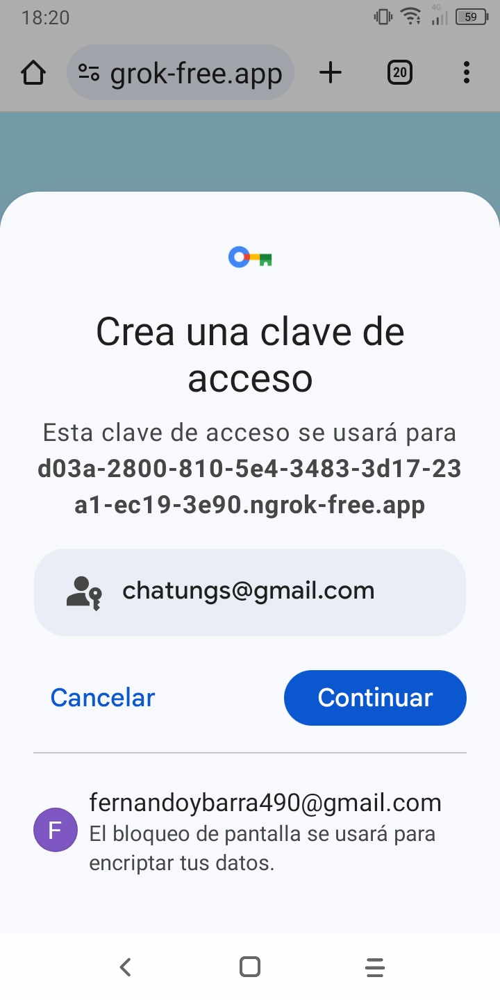 18:20
4G
59
grok-free.app
20
Crea una clave de
acceso
Esta clave de acceso se usará para
d03a-2800-810-5e4-3483-3d17-23
a1-ec19-3e90.ngrok-free.app
chatungs@gmail.com
Cancelar
Continuar
fernandoybarra490@gmail.com
F
El bloqueo de pantalla se usará para
encriptar tus datos.